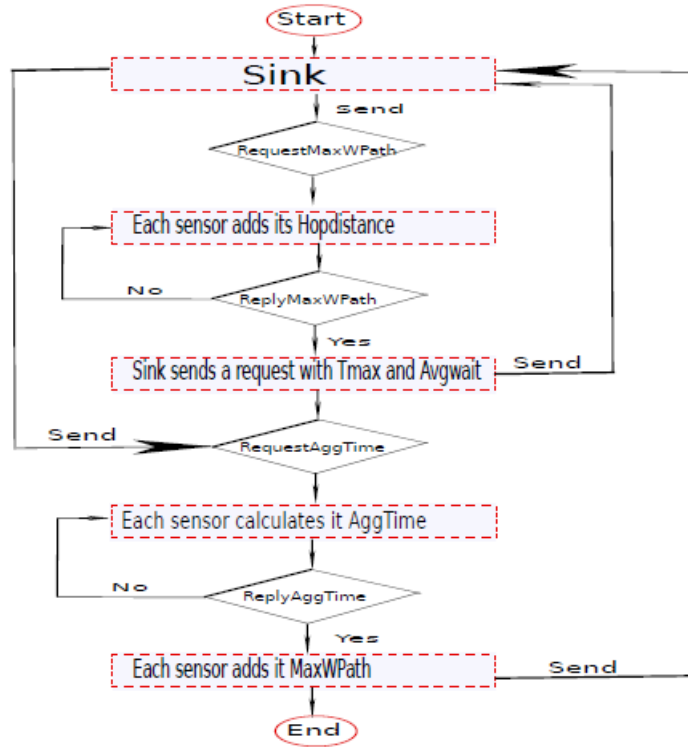 Start
Sink
Send
RequestMaxWPath
Each sensor adds its Hopdistance
No
ReplyMaxWPath
Yes
Sink sends a request with Tmax and Avgwait
Send
Send
RequestAggTime
Each sensor calculates it AggTime
No
ReplyAggTime
Yes
Each sensor adds it MaxWPath
Send
End